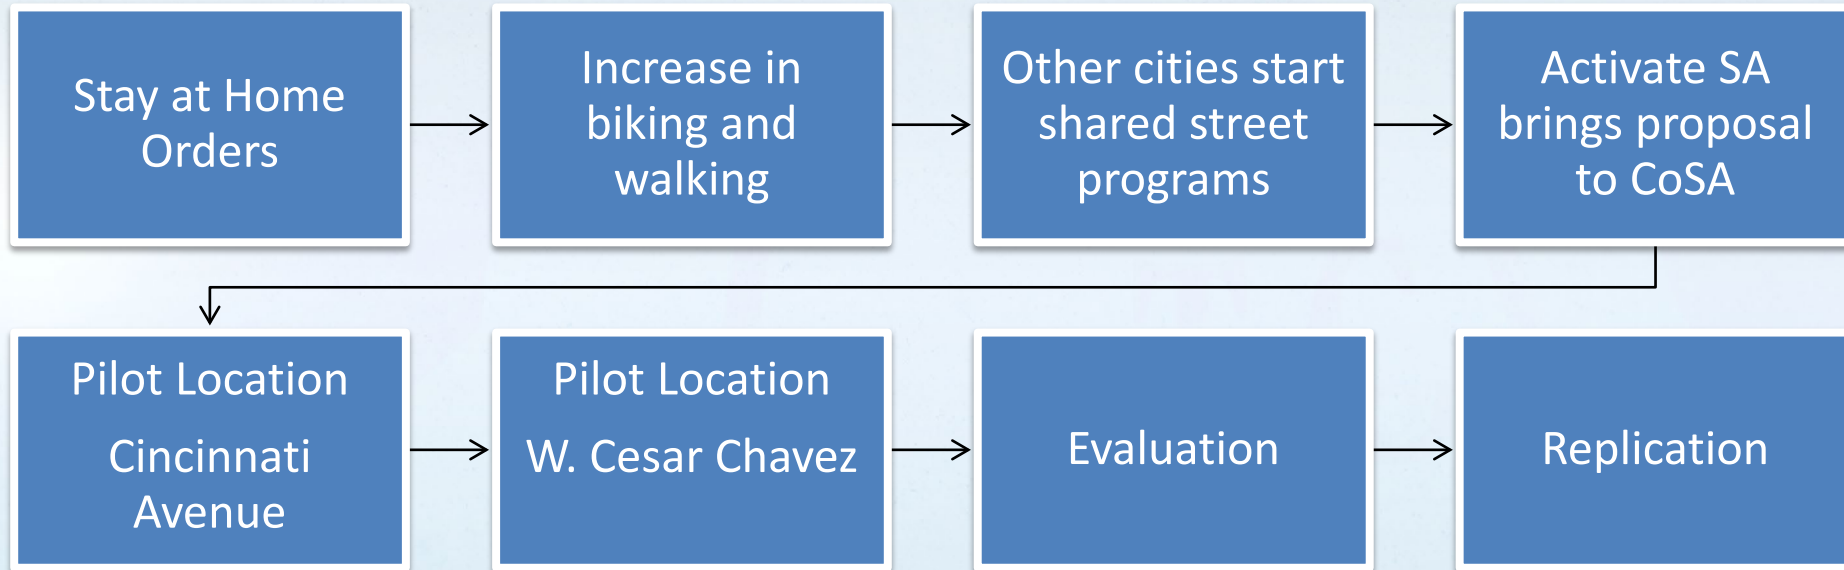 Stay at Home
Orders
Increase in
biking and
walking
Other cities start
shared street
programs
Activate SA
brings proposal
to CoSA
Pilot Location
Cincinnati
Avenue
Pilot Location
W. Cesar Chavez
Evaluation
Replication